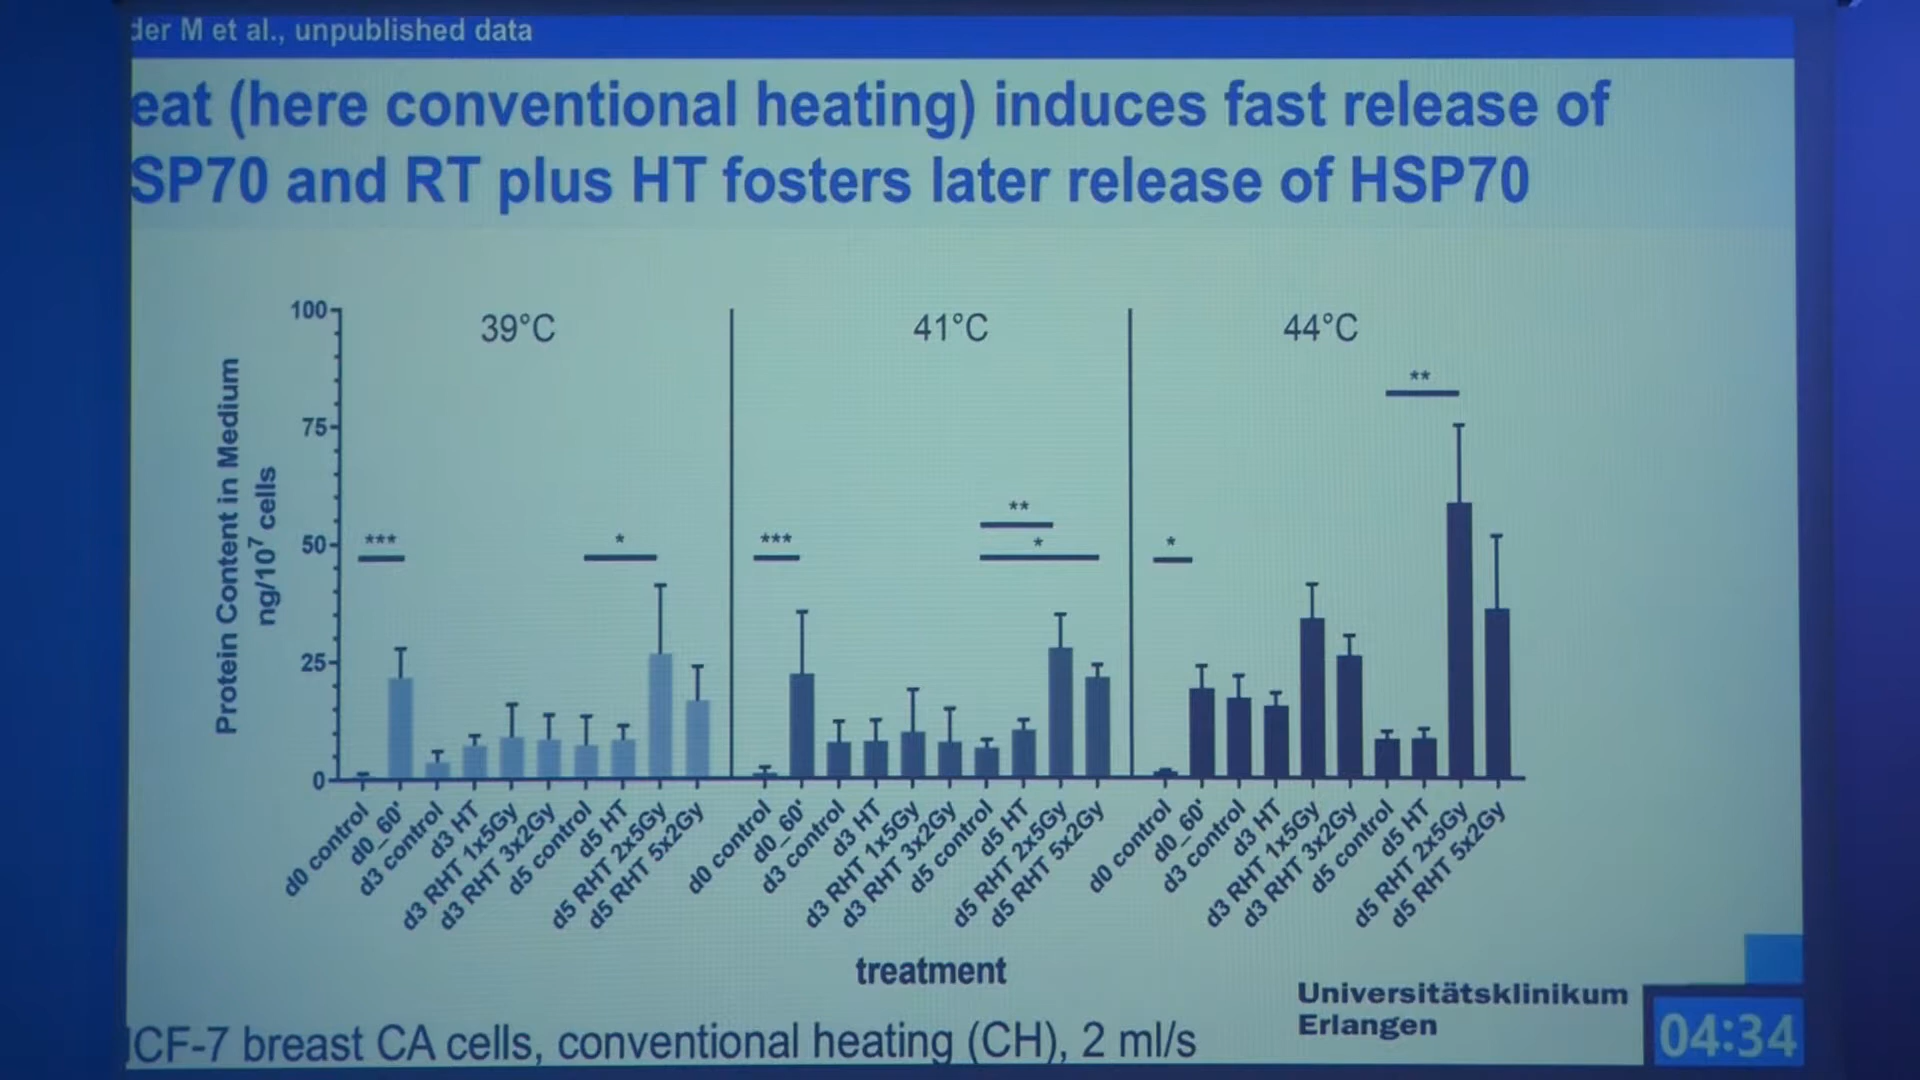 der M et al., unpublished data
eat (here conventional heating) induces fast release of
SP70 and RT plus HT fosters later release of HSP70
Protein Content in Medium
ng/10⁷ cells
100
75
50
25
0
39°C
41°C
44°C
***
*
***
**
*
*
**
d0 control
d0_60'
d3 control
d3 HT
d3 RHT 1x5Gy
d3 RHT 3x2Gy
d5 control
d5 HT
d5 RHT 2x5Gy
d5 RHT 5x2Gy
d0 control
d0_60'
d3 control
d3 HT
d3 RHT 1x5Gy
d3 RHT 3x2Gy
d5 control
d5 HT
d5 RHT 2x5Gy
d5 RHT 5x2Gy
d0 control
d0_60'
d3 control
d3 HT
d3 RHT 1x5Gy
d3 RHT 3x2Gy
d5 control
d5 HT
d5 RHT 2x5Gy
d5 RHT 5x2Gy
treatment
CF-7 breast CA cells, conventional heating (CH), 2 ml/s
Universitätsklinikum
Erlangen
04:34